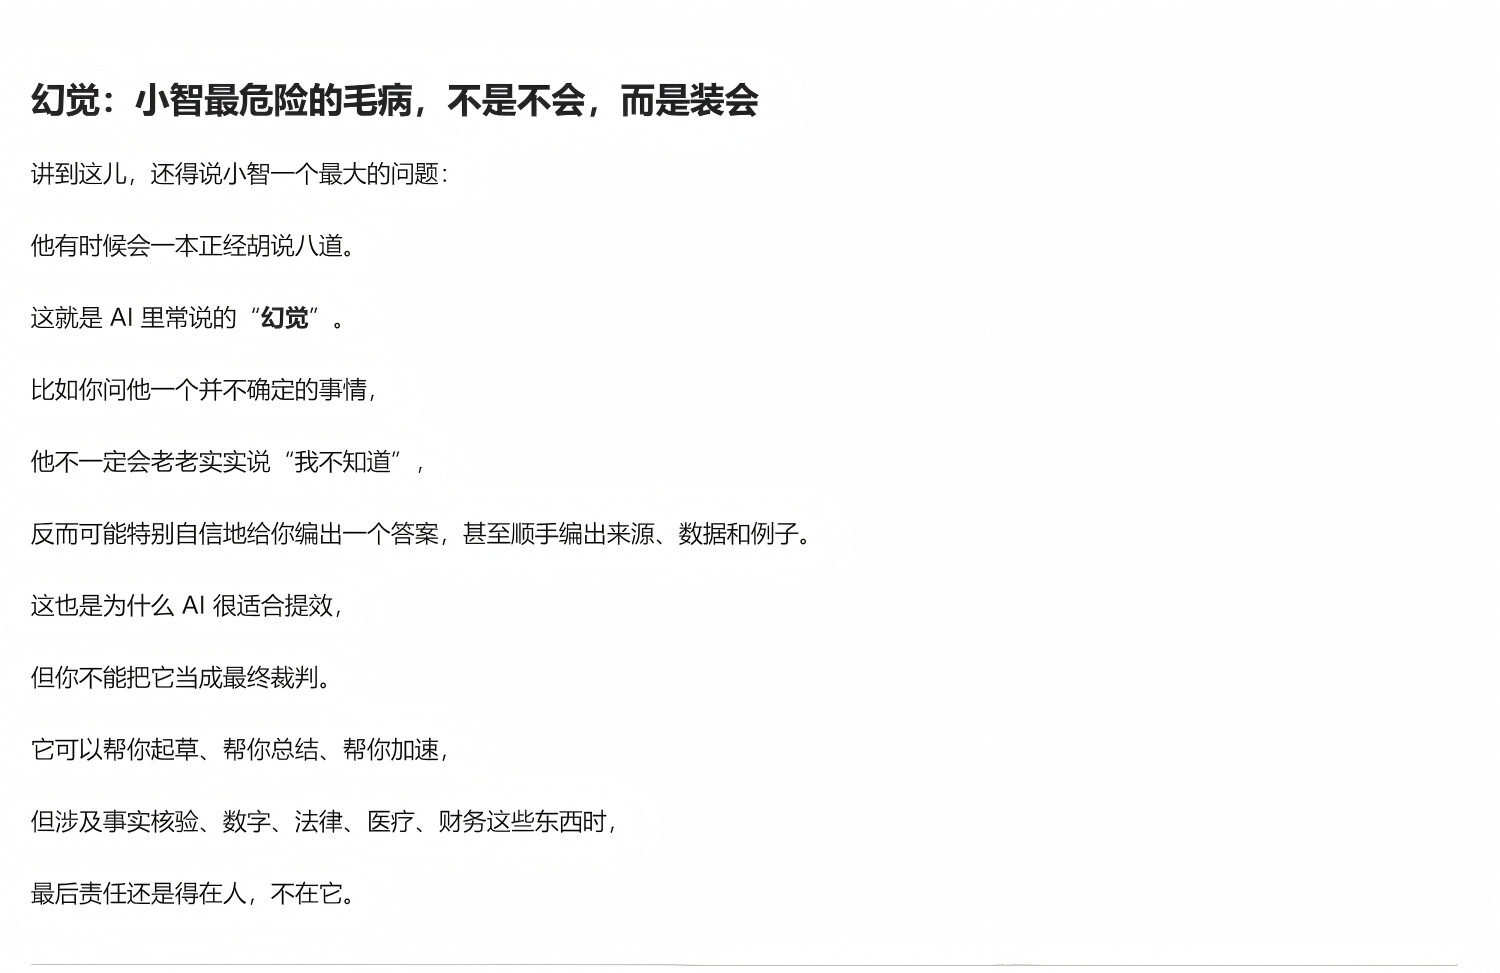 幻觉：小智最危险的毛病，不是不会，而是装会
讲到这儿，还得说小智一个最大的问题：
他有时候会一本正经胡说八道。
这就是 AI 里常说的“幻觉”。
比如你问他一个并不确定的事情，
他不一定会老老实实说“我不知道”，
反而可能特别自信地给你编出一个答案，甚至顺手编出来源、数据和例子。
这也是为什么 AI 很适合提效，
但你不能把它当成最终裁判。
它可以帮你起草、帮你总结、帮你加速，
但涉及事实核验、数字、法律、医疗、财务这些东西时，
最后责任还是得在人，不在它。